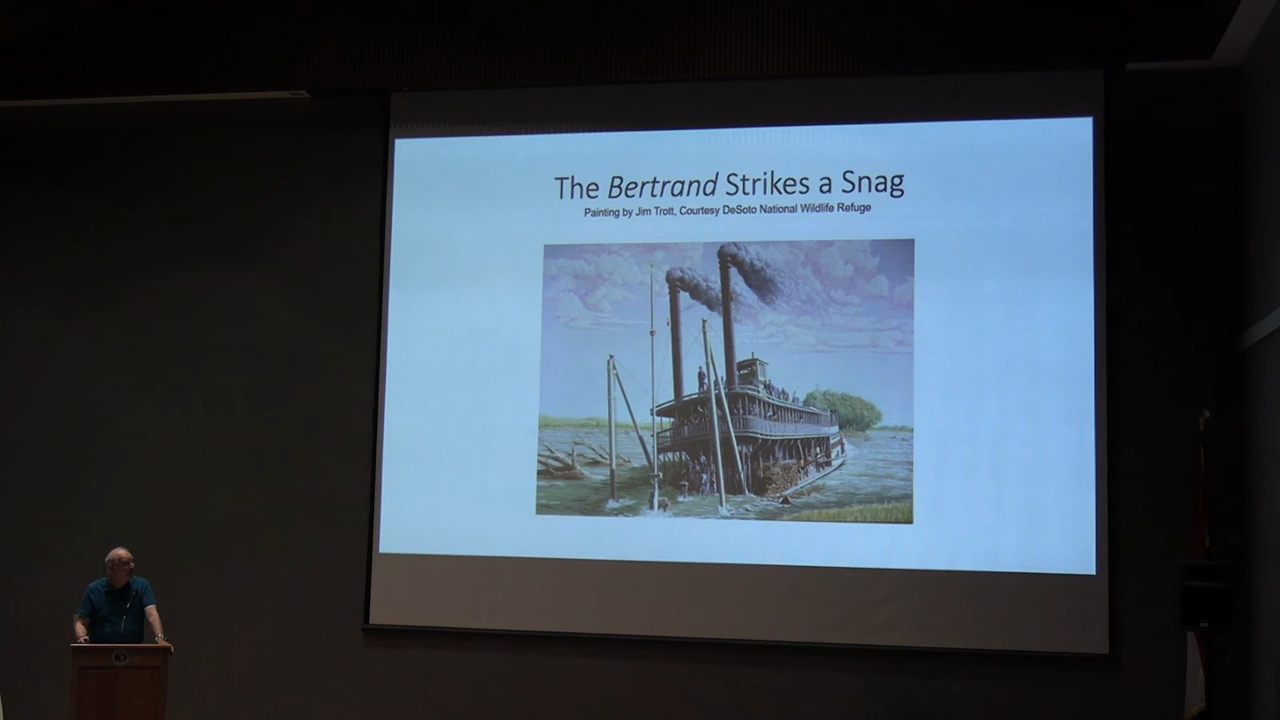 The Bertrand Strikes a Snag
Painting by Jim Trott, Courtesy DeSoto National Wildlife Refuge